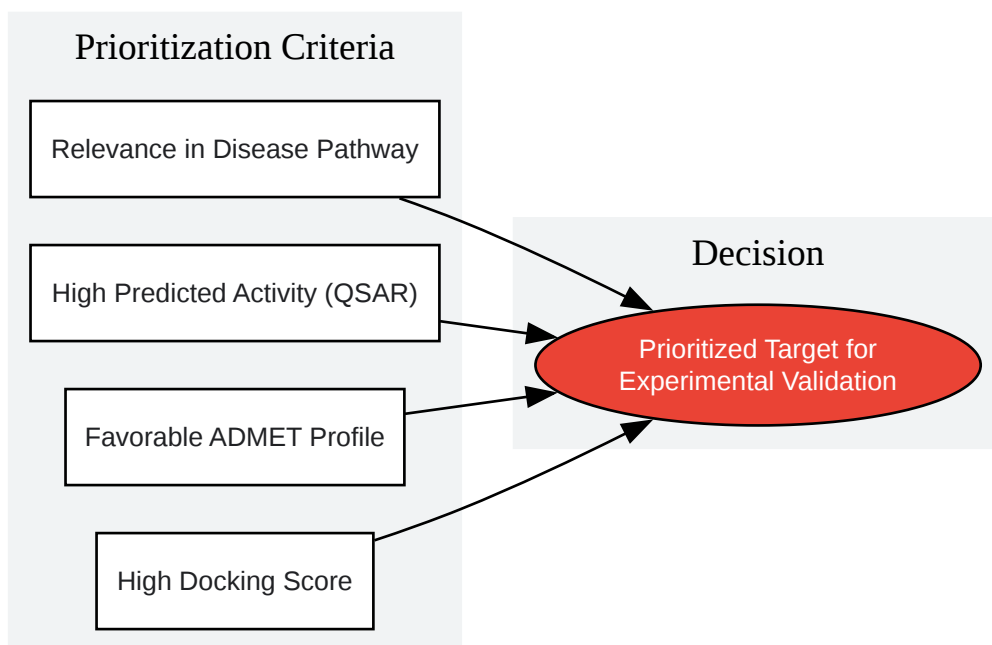 Prioritization Criteria
Relevance in Disease Pathway
High Predicted Activity (QSAR)
Favorable ADMET Profile
High Docking Score
Decision
Prioritized Target for
Experimental Validation